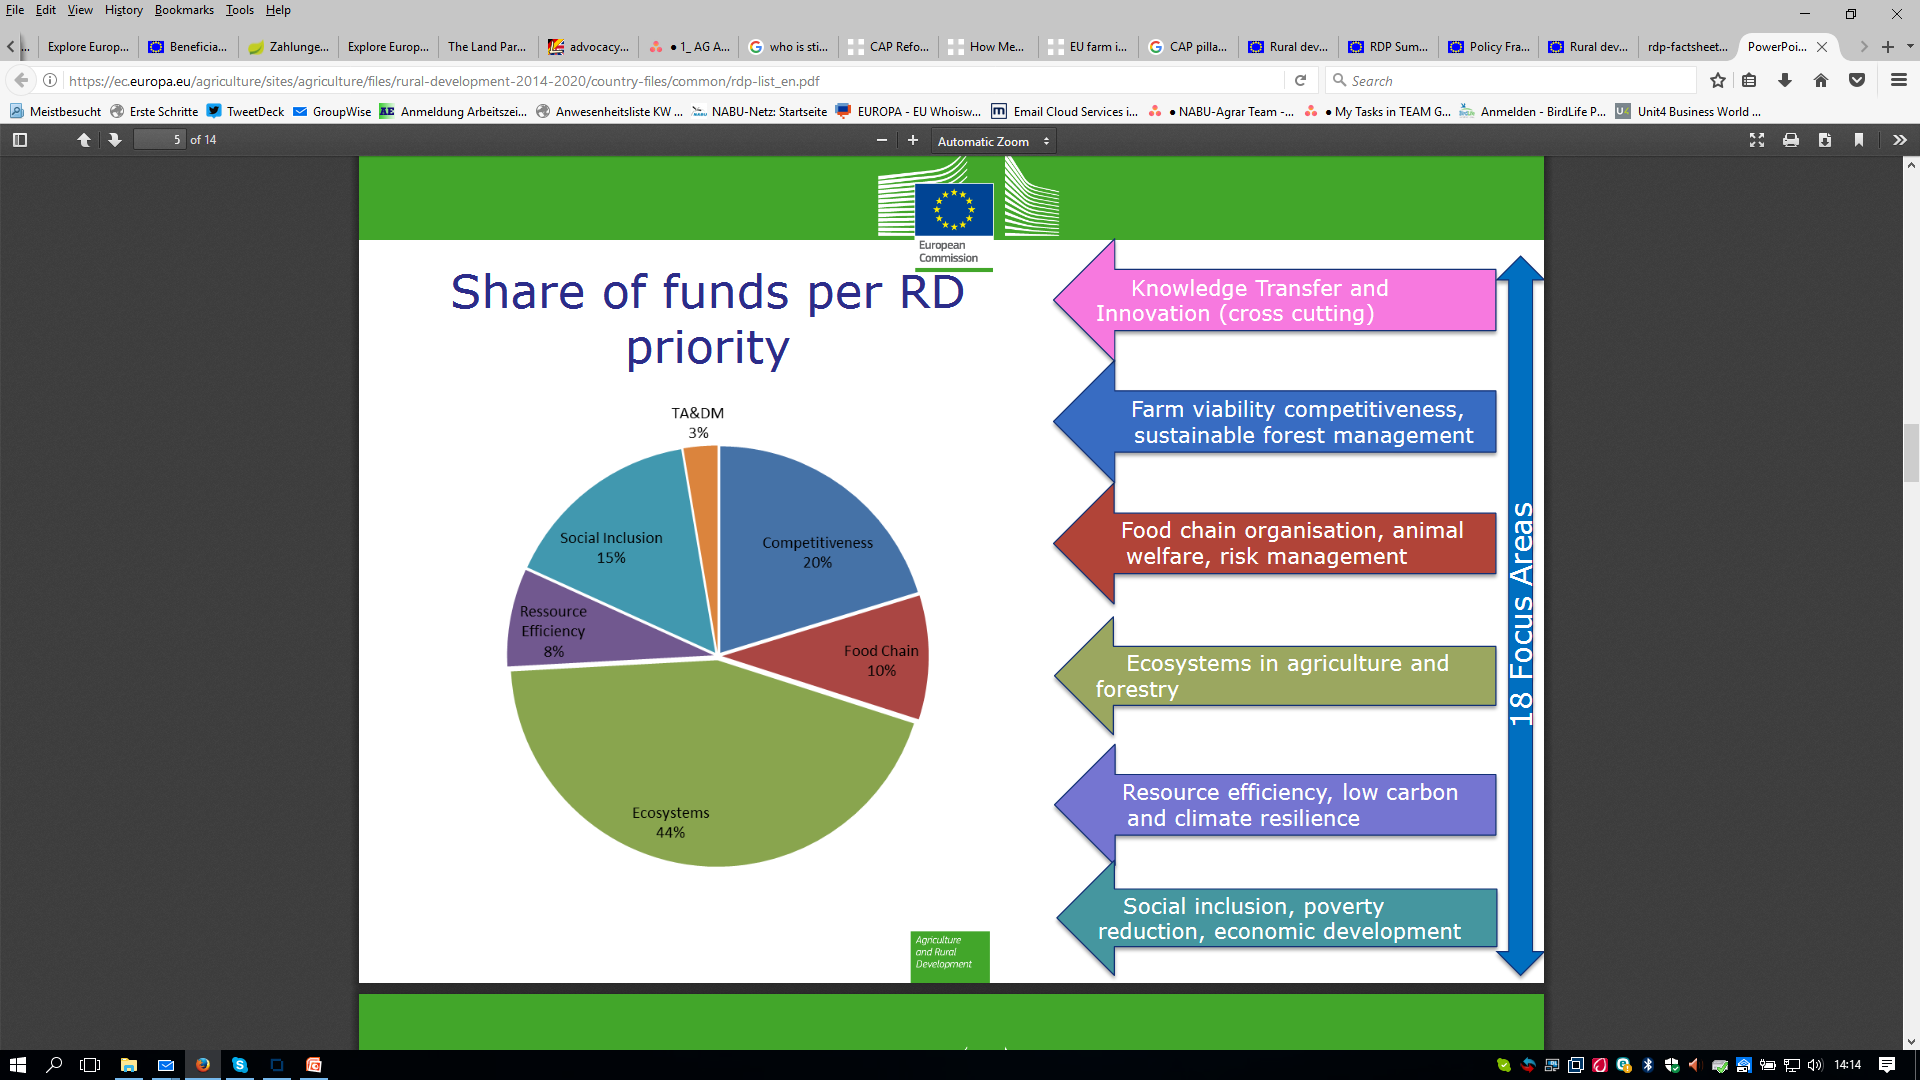 File Edit View History Bookmarks Tools Help
... Explore Europ... Beneficia... Zahlunge... Explore Europ... The Land Par... advocacy... ● 1_ AG A... who is sti... CAP Refo... How Me... EU farm i... CAP pilla... Rural dev... RDP Sum... Policy Fra... Rural dev... rdp-factsheet... PowerPoi...
https://ec.europa.eu/agriculture/sites/agriculture/files/rural-development-2014-2020/country-files/common/rdp-list_en.pdf Search
Meistbesucht Erste Schritte TweetDeck GroupWise Anmeldung Arbeitszei... Anwesenheitsliste KW ... NABU-Netz: Startseite EUROPA - EU Whoisw... Email Cloud Services i... ● NABU-Agrar Team -... ● My Tasks in TEAM G... Anmelden - BirdLife P... Unit4 Business World ...
5 of 14 Automatic Zoom
European
Commission
Share of funds per RD
priority
TA&DM
3%
Social Inclusion
15%
Competitiveness
20%
Ressource
Efficiency
8%
Food Chain
10%
Ecosystems
44%
Knowledge Transfer and
Innovation (cross cutting)
Farm viability competitiveness,
sustainable forest management
Food chain organisation, animal
welfare, risk management
Ecosystems in agriculture and
forestry
Resource efficiency, low carbon
and climate resilience
Social inclusion, poverty
reduction, economic development
18 Focus Areas
Agriculture
and Rural
Development
14:14